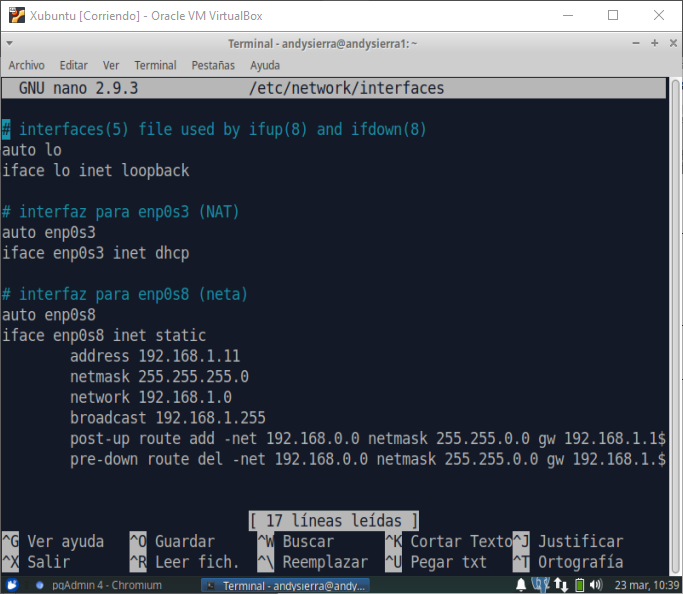 Xubuntu [Corriendo] - Oracle VM VirtualBox
Terminal - andysierra@andysierra1: ~
Archivo Editar Ver Terminal Pestañas Ayuda
GNU nano 2.9.3 /etc/network/interfaces
# interfaces(5) file used by ifup(8) and ifdown(8)
auto lo
iface lo inet loopback
# interfaz para enp0s3 (NAT)
auto enp0s3
iface enp0s3 inet dhcp
# interfaz para enp0s8 (neta)
auto enp0s8
iface enp0s8 inet static
address 192.168.1.11
netmask 255.255.255.0
network 192.168.1.0
broadcast 192.168.1.255
post-up route add -net 192.168.0.0 netmask 255.255.0.0 gw 192.168.1.1$
pre-down route del -net 192.168.0.0 netmask 255.255.0.0 gw 192.168.1.$
[ 17 líneas leídas ]
^G Ver ayuda ^O Guardar ^W Buscar ^K Cortar Texto ^J Justificar
^X Salir ^R Leer fich. ^\ Reemplazar ^U Pegar txt ^T Ortografía
pgAdmin 4 - Chromium Terminal - andysierra@andy... 23 mar, 10:39